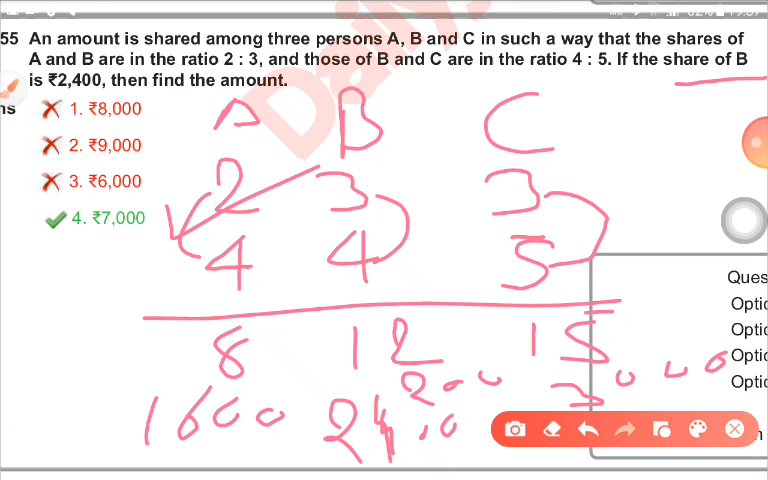 55 An amount is shared among three persons A, B and C in such a way that the shares of
A and B are in the ratio 2 : 3, and those of B and C are in the ratio 4 : 5. If the share of B
is ₹2,400, then find the amount.
ns
1. ₹8,000
2. ₹9,000
3. ₹6,000
4. ₹7,000
Daily
A B C
2 3 3
4 4 5
8 12 15
200
1600 2400 3000
Ques
Optio
Optio
Optio
Optio